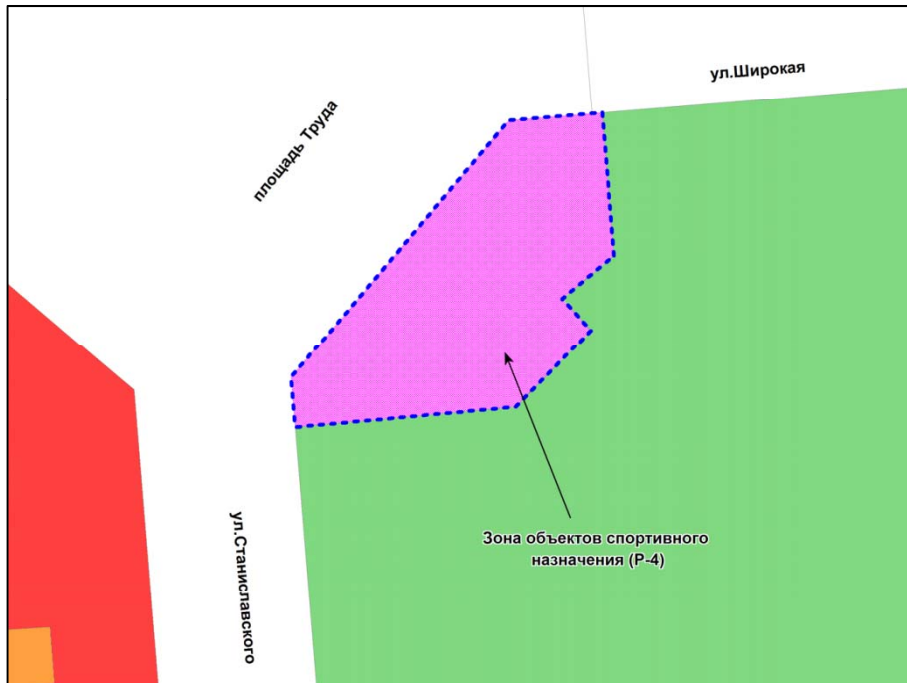 ул.Широкая
площадь Труда
Зона объектов спортивного
назначения (Р-4)
ул.Станиславского